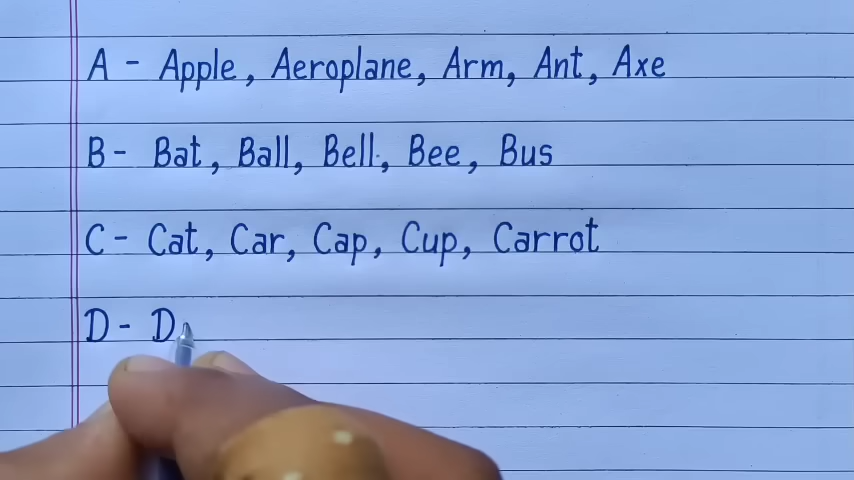 A - Apple, Aeroplane, Arm, Ant, Axe
B - Bat, Ball, Bell, Bee, Bus
C - Cat, Car, Cap, Cup, Carrot
D - D